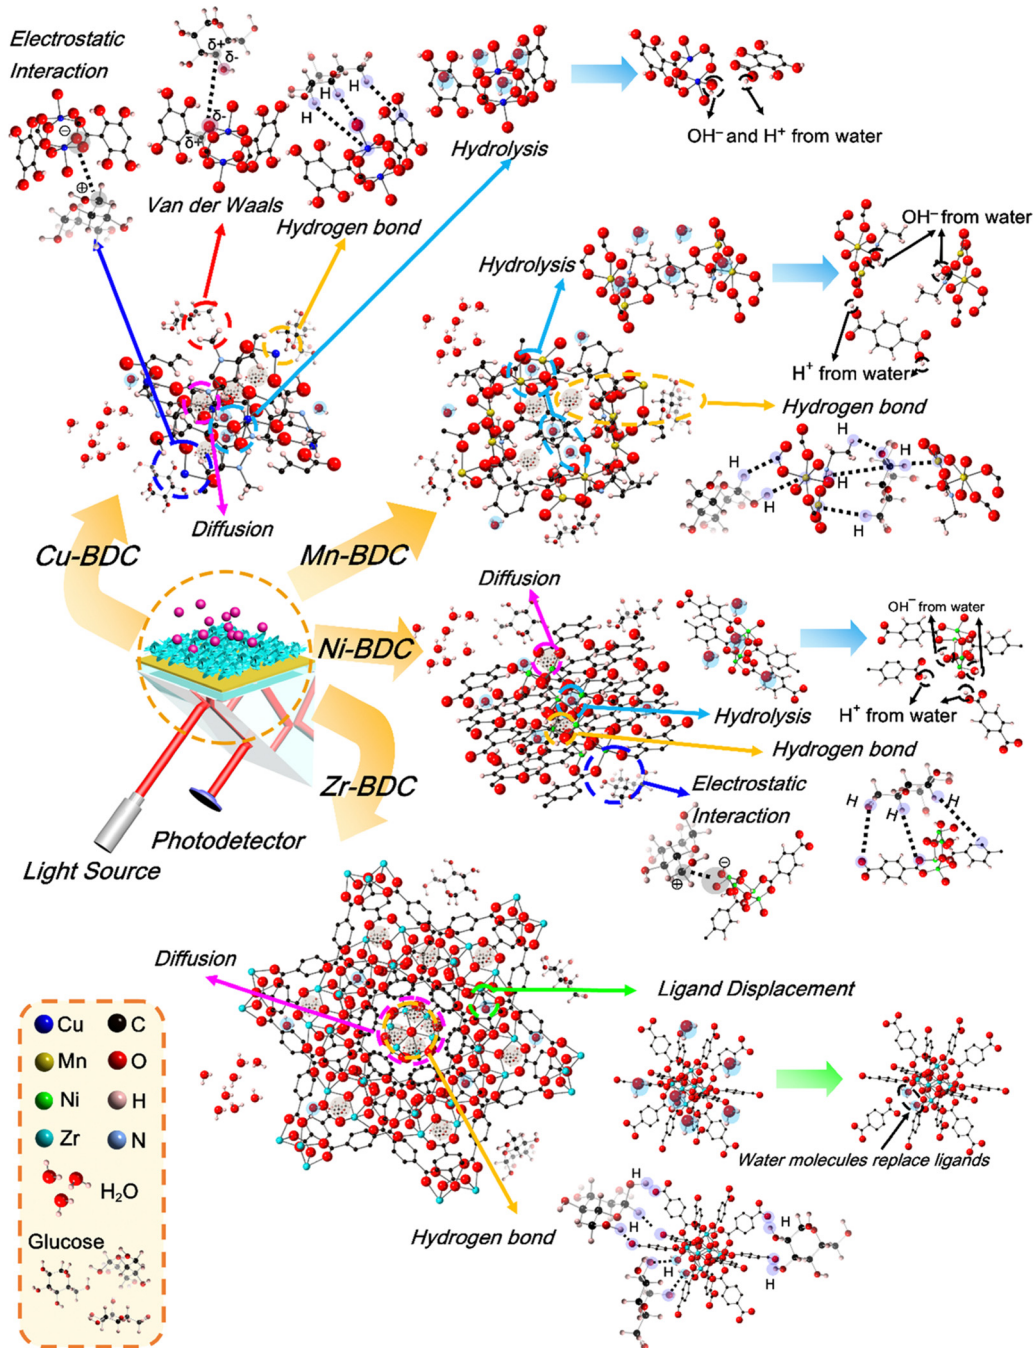 Electrostatic
Interaction
δ+
δ-
δ-
δ+
⊖
⊕
H
H
H
Van der Waals
Hydrogen bond
Hydrolysis
OH⁻ and H⁺ from water
Hydrolysis
OH⁻ from water
H⁺ from water
Hydrogen bond
H
H
H
H
H
H
Diffusion
Cu-BDC
Mn-BDC
Ni-BDC
Zr-BDC
Light Source
Photodetector
Diffusion
OH⁻ from water
H⁺ from water
Hydrolysis
Hydrogen bond
Electrostatic
Interaction
⊖
⊕
H
H
H
Diffusion
Ligand Displacement
Water molecules replace ligands
Hydrogen bond
H
H
H
H
H
Cu
C
Mn
O
Ni
H
Zr
N
H₂O
Glucose